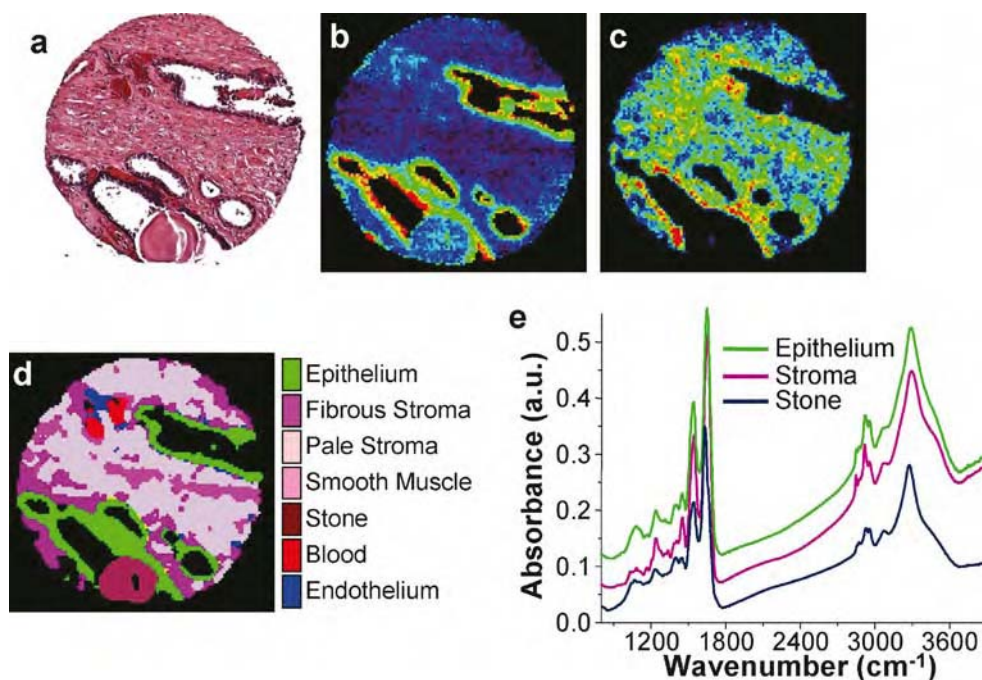 a
b
c
d
Epithelium
Fibrous Stroma
Pale Stroma
Smooth Muscle
Stone
Blood
Endothelium
e
Epithelium
Stroma
Stone
Absorbance (a.u.)
0.5
0.4
0.3
0.2
0.1
0.0
1200 1800 2400 3000 3600
Wavenumber (cm⁻¹)